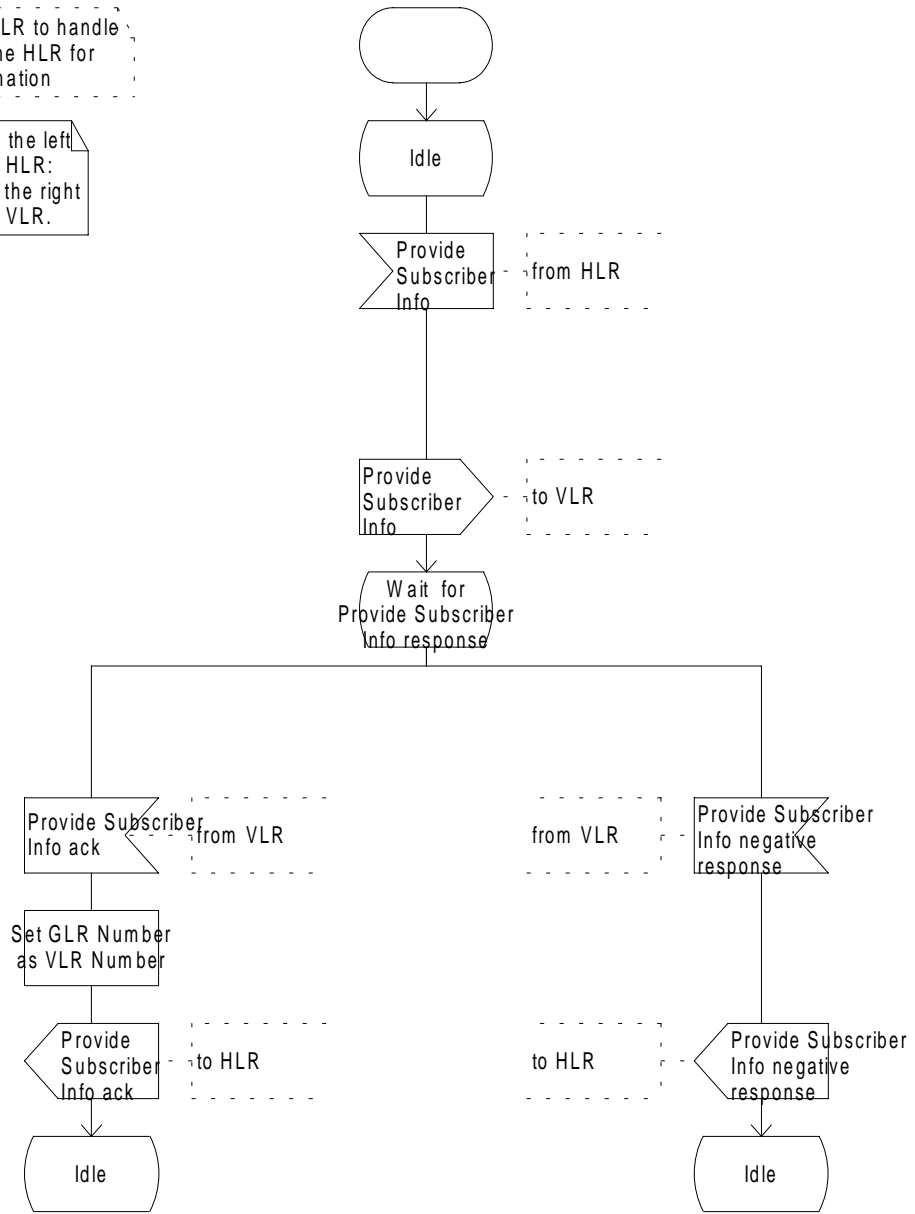 LR to handle
ne HLR for
nation
the left
HLR:
the right
VLR.
Idle
Provide
Subscriber
Info
from HLR
Provide
Subscriber
Info
to VLR
Wait for
Provide Subscriber
Info response
Provide Subscriber
Info ack
from VLR
from VLR
Provide Subscriber
Info negative
response
Set GLR Number
as VLR Number
Provide
Subscriber
Info ack
to HLR
to HLR
Provide Subscriber
Info negative
response
Idle
Idle